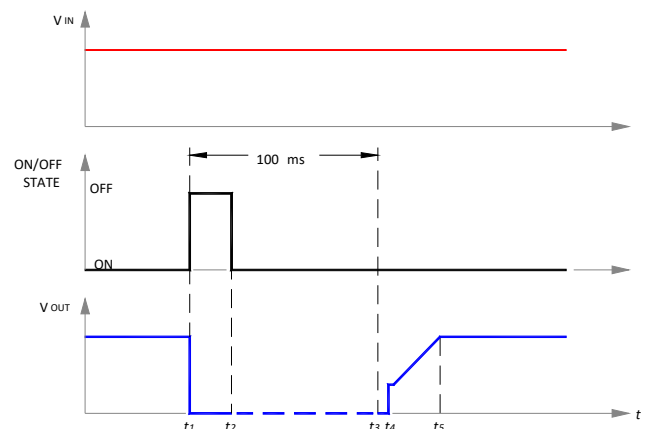 V IN
100 ms
ON/OFF
STATE
OFF
ON
V OUT
t1 t2 t3 t4 t5 t